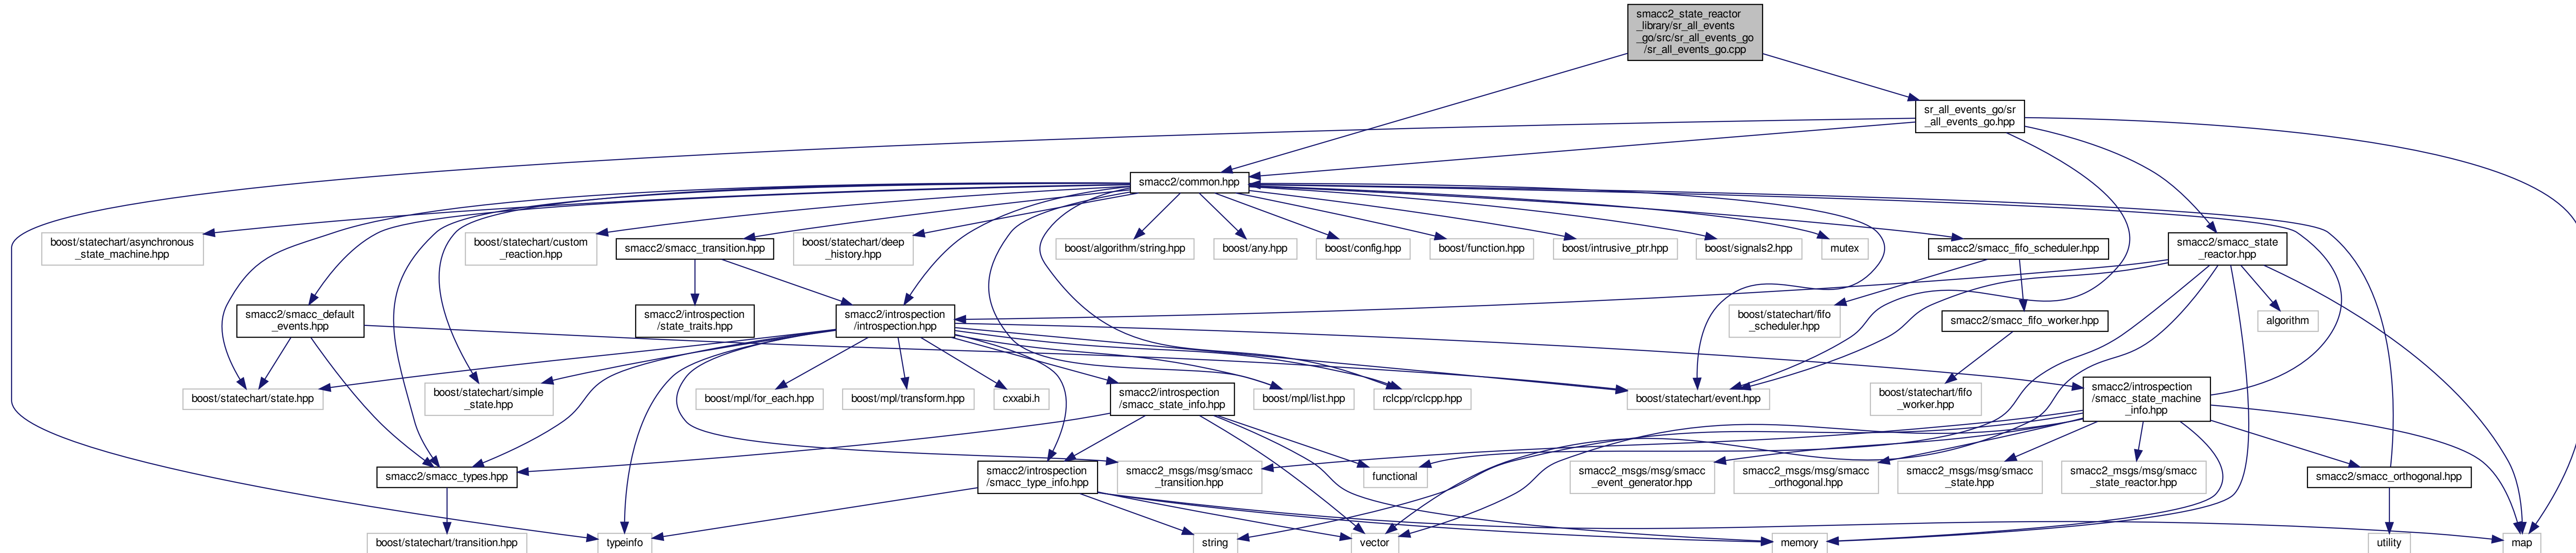 smacc2_state_reactor
_library/sr_all_events
_go/src/sr_all_events_go
/sr_all_events_go.cpp
sr_all_events_go/sr
_all_events_go.hpp
smacc2/common.hpp
boost/statechart/asynchronous
_state_machine.hpp
boost/statechart/custom
_reaction.hpp
smacc2/smacc_transition.hpp
boost/statechart/deep
_history.hpp
boost/algorithm/string.hpp
boost/any.hpp
boost/config.hpp
boost/function.hpp
boost/intrusive_ptr.hpp
boost/signals2.hpp
mutex
smacc2/smacc_fifo_scheduler.hpp
smacc2/smacc_state
_reactor.hpp
smacc2/smacc_default
_events.hpp
smacc2/introspection
/state_traits.hpp
smacc2/introspection
/introspection.hpp
boost/statechart/fifo
_scheduler.hpp
smacc2/smacc_fifo_worker.hpp
algorithm
boost/statechart/state.hpp
boost/statechart/simple
_state.hpp
boost/mpl/for_each.hpp
boost/mpl/transform.hpp
cxxabi.h
smacc2/introspection
/smacc_state_info.hpp
boost/mpl/list.hpp
rclcpp/rclcpp.hpp
boost/statechart/event.hpp
boost/statechart/fifo
_worker.hpp
smacc2/introspection
/smacc_state_machine
_info.hpp
smacc2/smacc_types.hpp
smacc2/introspection
/smacc_type_info.hpp
smacc2_msgs/msg/smacc
_transition.hpp
functional
smacc2_msgs/msg/smacc
_event_generator.hpp
smacc2_msgs/msg/smacc
_orthogonal.hpp
smacc2_msgs/msg/smacc
_state.hpp
smacc2_msgs/msg/smacc
_state_reactor.hpp
smacc2/smacc_orthogonal.hpp
boost/statechart/transition.hpp
typeinfo
string
vector
memory
utility
map